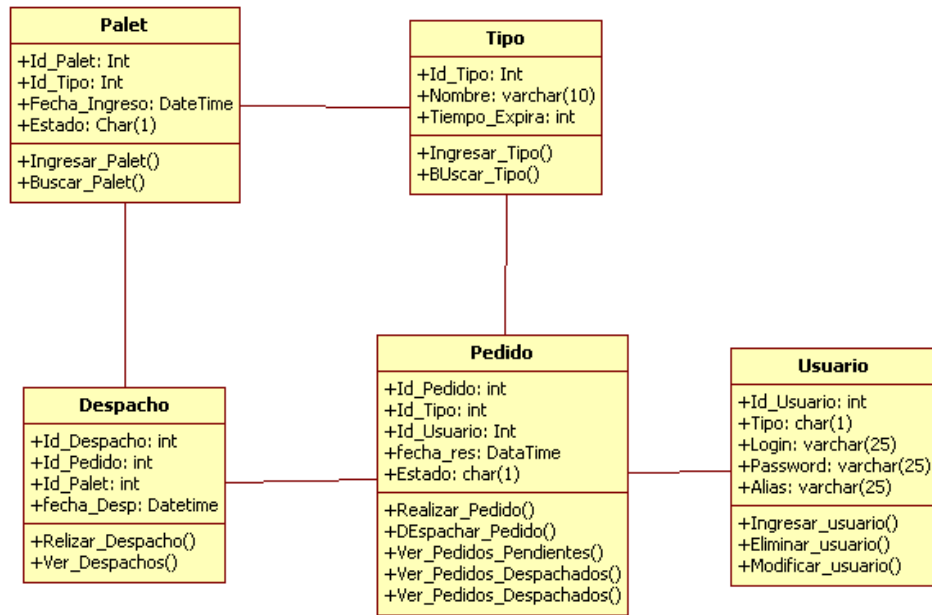 Palet
+Id_Palet: Int
+Id_Tipo: Int
+Fecha_Ingreso: DateTime
+Estado: Char(1)
+Ingresar_Palet()
+Buscar_Palet()
Tipo
+Id_Tipo: Int
+Nombre: varchar(10)
+Tiempo_Expira: int
+Ingresar_Tipo()
+BUscar_Tipo()
Despacho
+Id_Despacho: int
+Id_Pedido: int
+Id_Palet: int
+fecha_Desp: Datetime
+Relizar_Despacho()
+Ver_Despachos()
Pedido
+Id_Pedido: int
+Id_Tipo: int
+Id_Usuario: Int
+fecha_res: DataTime
+Estado: char(1)
+Realizar_Pedido()
+DEspachar_Pedido()
+Ver_Pedidos_Pendientes()
+Ver_Pedidos_Despachados()
+Ver_Pedidos_Despachados()
Usuario
+Id_Usuario: int
+Tipo: char(1)
+Login: varchar(25)
+Password: varchar(25)
+Alias: varchar(25)
+Ingresar_usuario()
+Eliminar_usuario()
+Modificar_usuario()